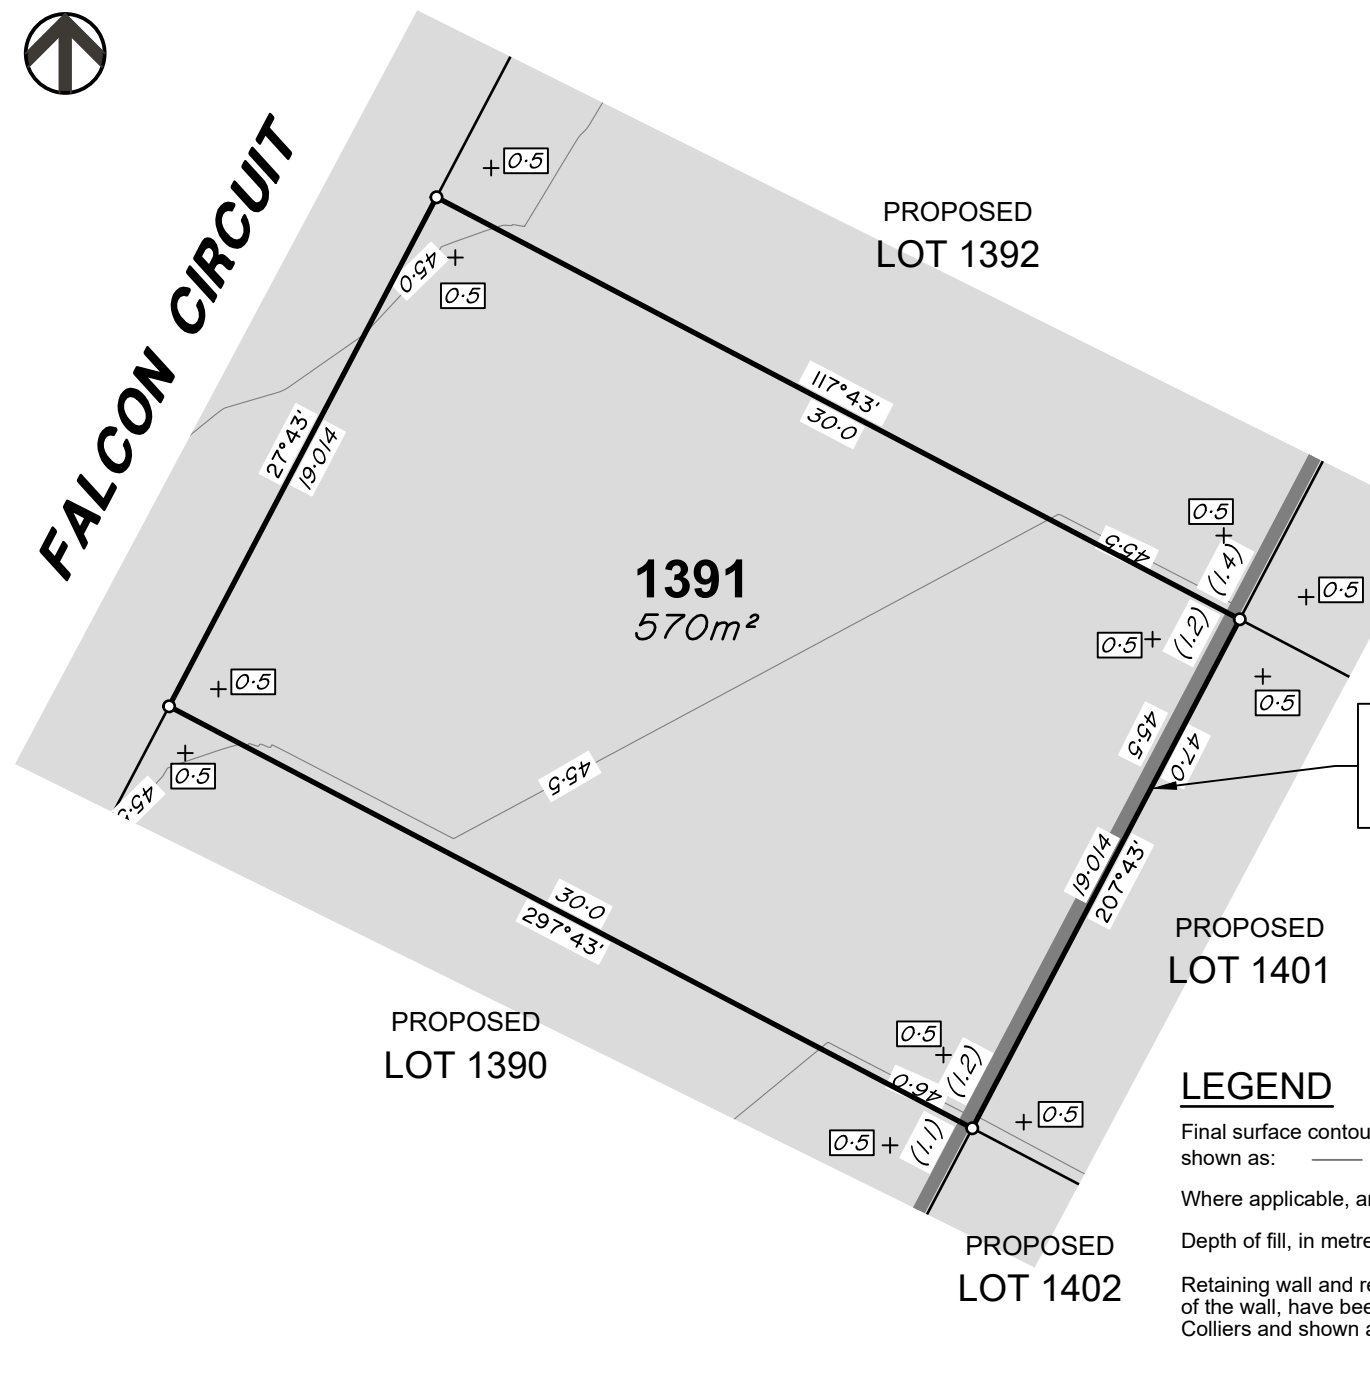 FALCON CIRCUIT
0·5
45·0
0·5
PROPOSED
LOT 1392
117°43'
30·0
27°43'
19·014
0·5
45·5
(1.4)
0·5
1391
570m²
0·5
(1.2)
0·5
0·5
0·5
45·5
45·5
47·0
45·5
19·014
207°43'
30·0
297°43'
PROPOSED
LOT 1401
PROPOSED
LOT 1390
0·5
(1.2)
46·0
0·5
0·5
(1.1)
PROPOSED
LOT 1402
LEGEND
Final surface contou
shown as:
Where applicable, a
Depth of fill, in metre
Retaining wall and re
of the wall, have bee
Colliers and shown a